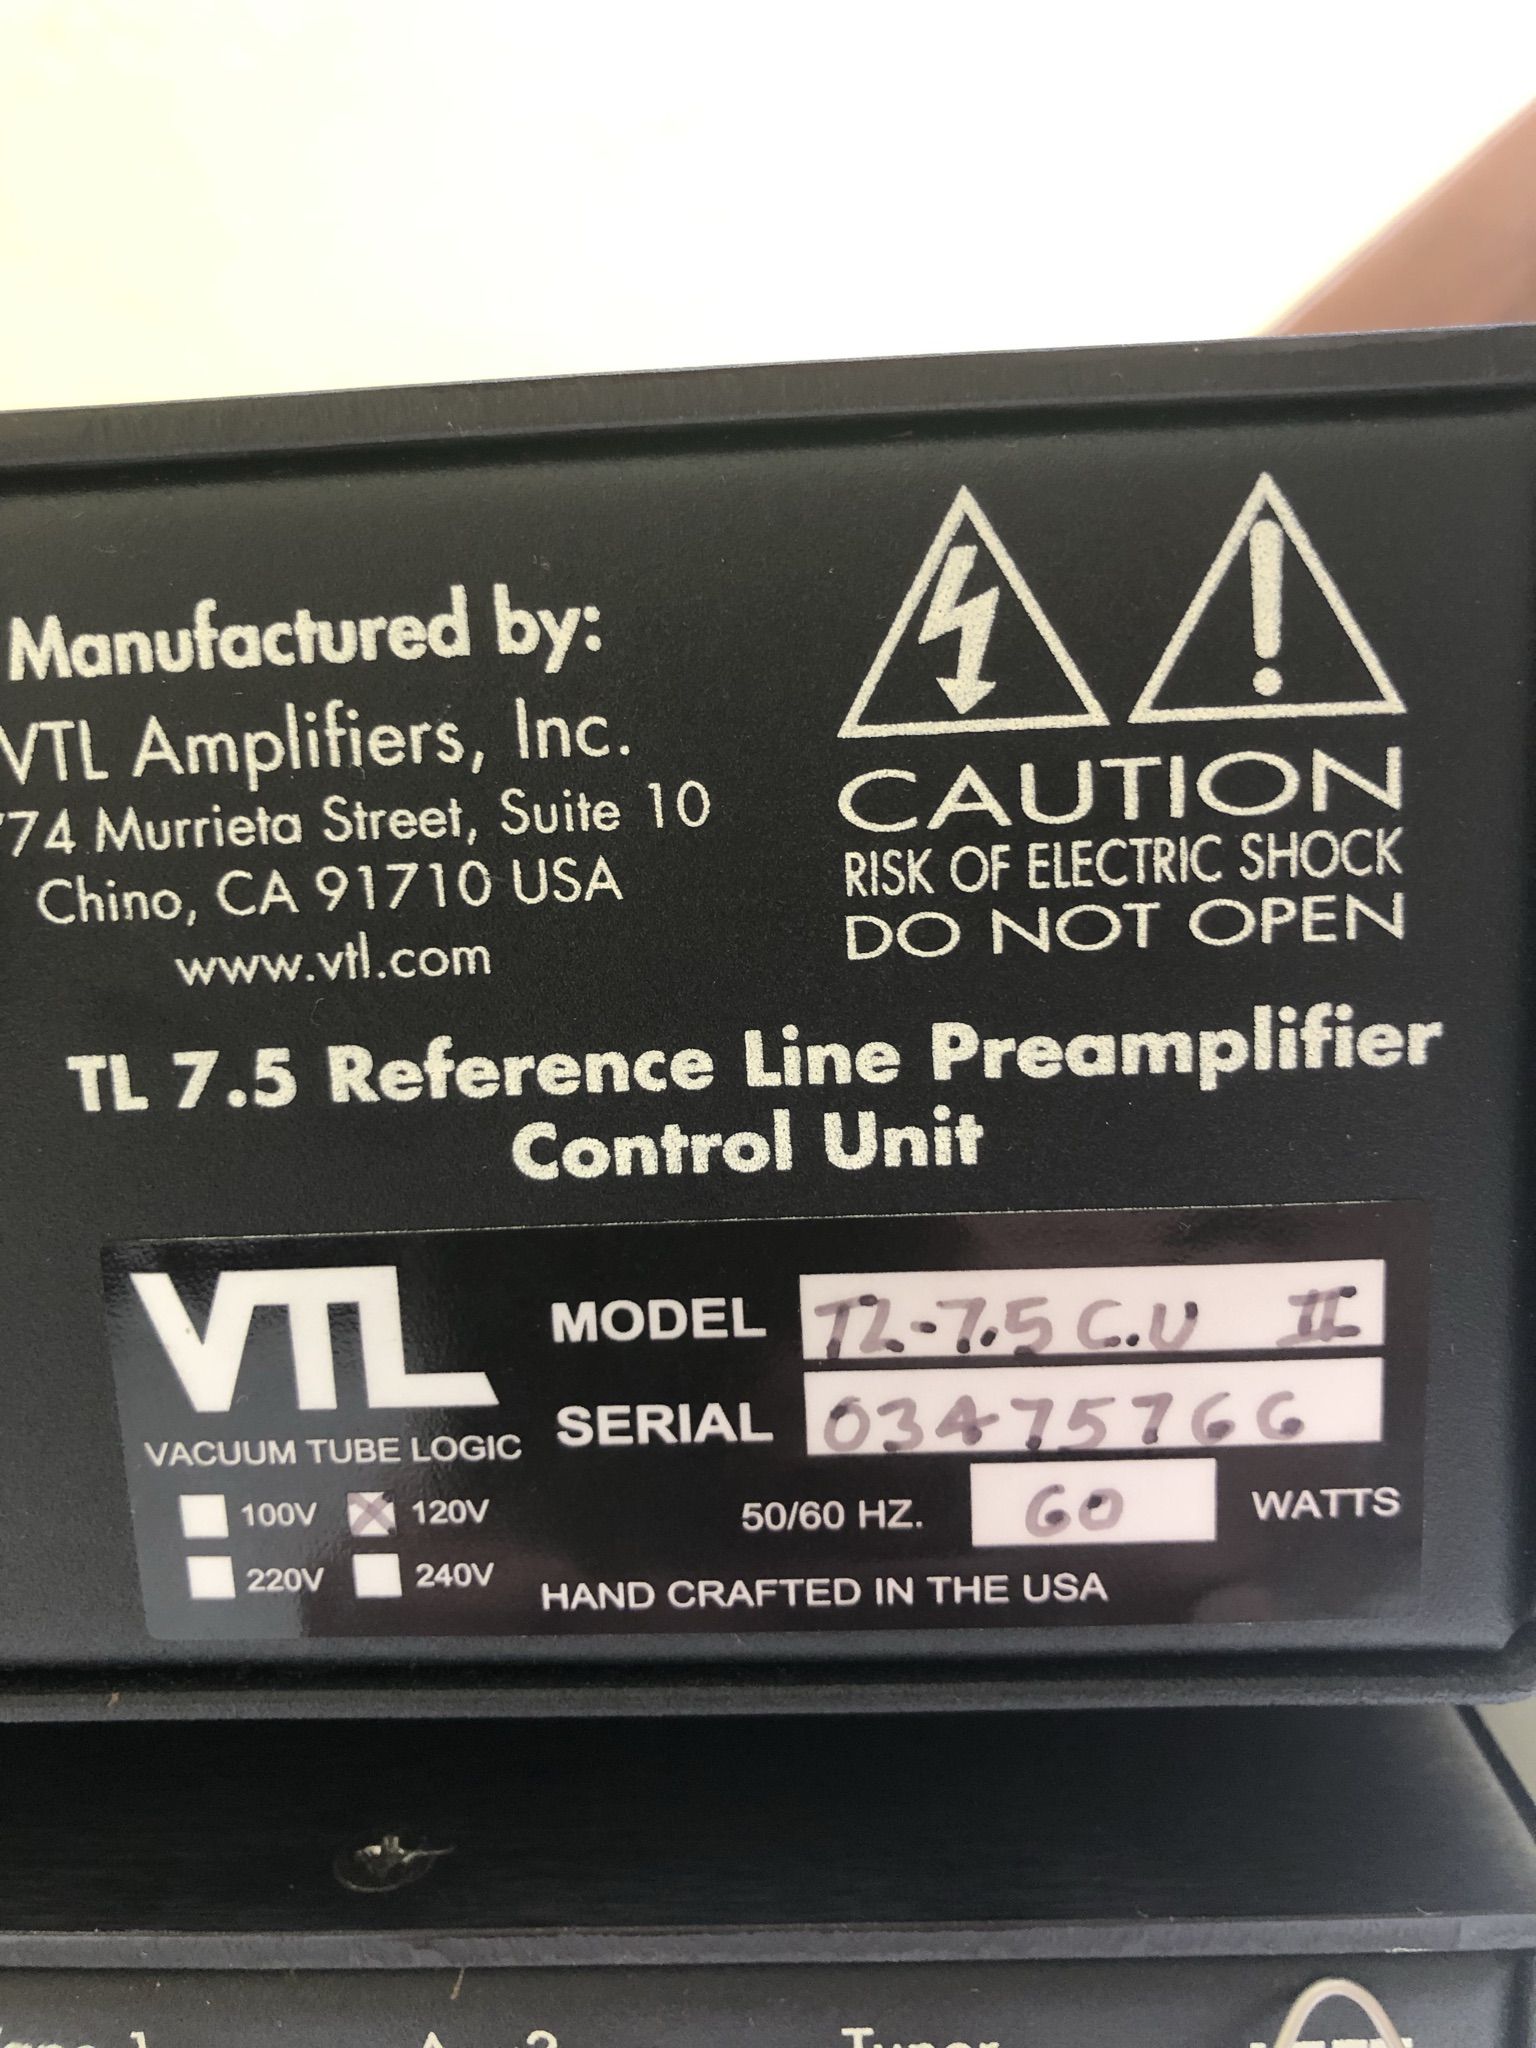 Manufactured by:
VTL Amplifiers, Inc.
74 Murrieta Street, Suite 10
Chino, CA 91710 USA
www.vtl.com
CAUTION
RISK OF ELECTRIC SHOCK
DO NOT OPEN
TL 7.5 Reference Line Preamplifier
Control Unit
VTL
VACUUM TUBE LOGIC
MODEL TL-7.5 C.U II
SERIAL 03475766
100V 120V
220V 240V
50/60 HZ. 60 WATTS
HAND CRAFTED IN THE USA
Tuner